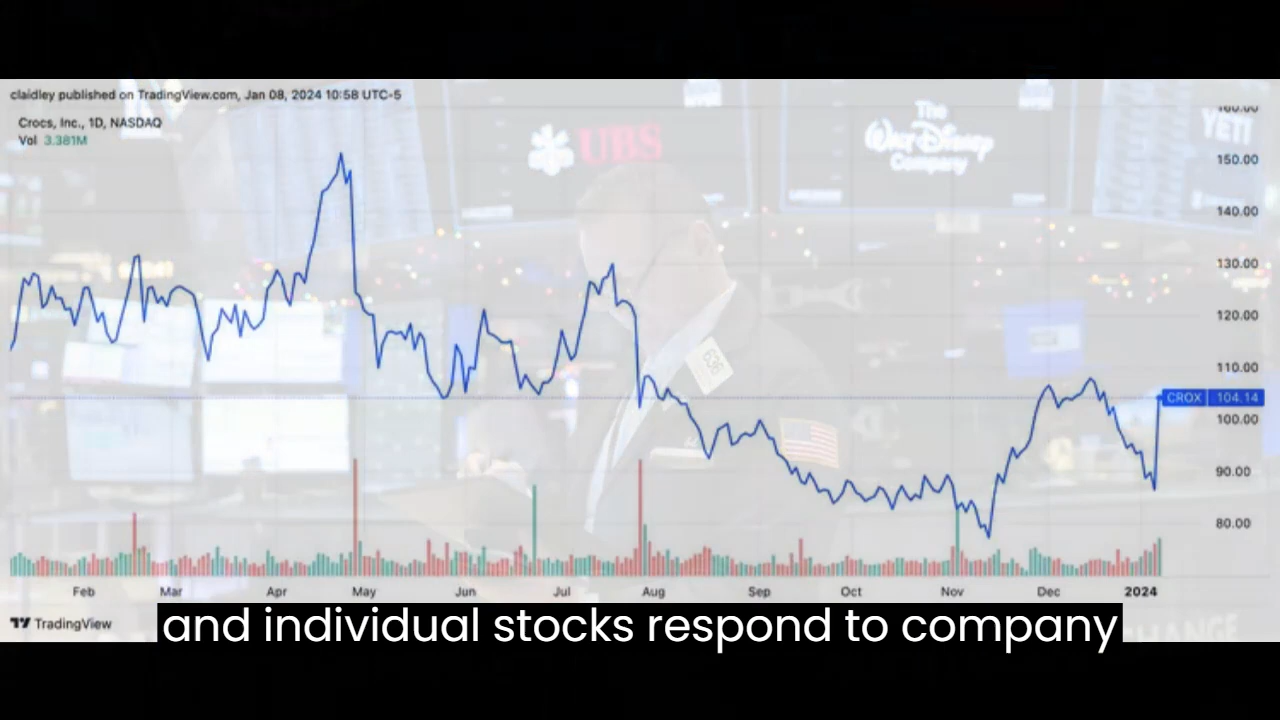 claidley published on TradingView.com, Jan 08, 2024 10:58 UTC-5
Crocs, Inc., 1D, NASDAQ
Vol 3.381M
UBS
The
Walt Disney
Company
YETI
636
160.00
150.00
140.00
130.00
120.00
110.00
CROX 104.14
100.00
90.00
80.00
Feb Mar Apr May Jun Jul Aug Sep Oct Nov Dec 2024
TradingView
and individual stocks respond to company